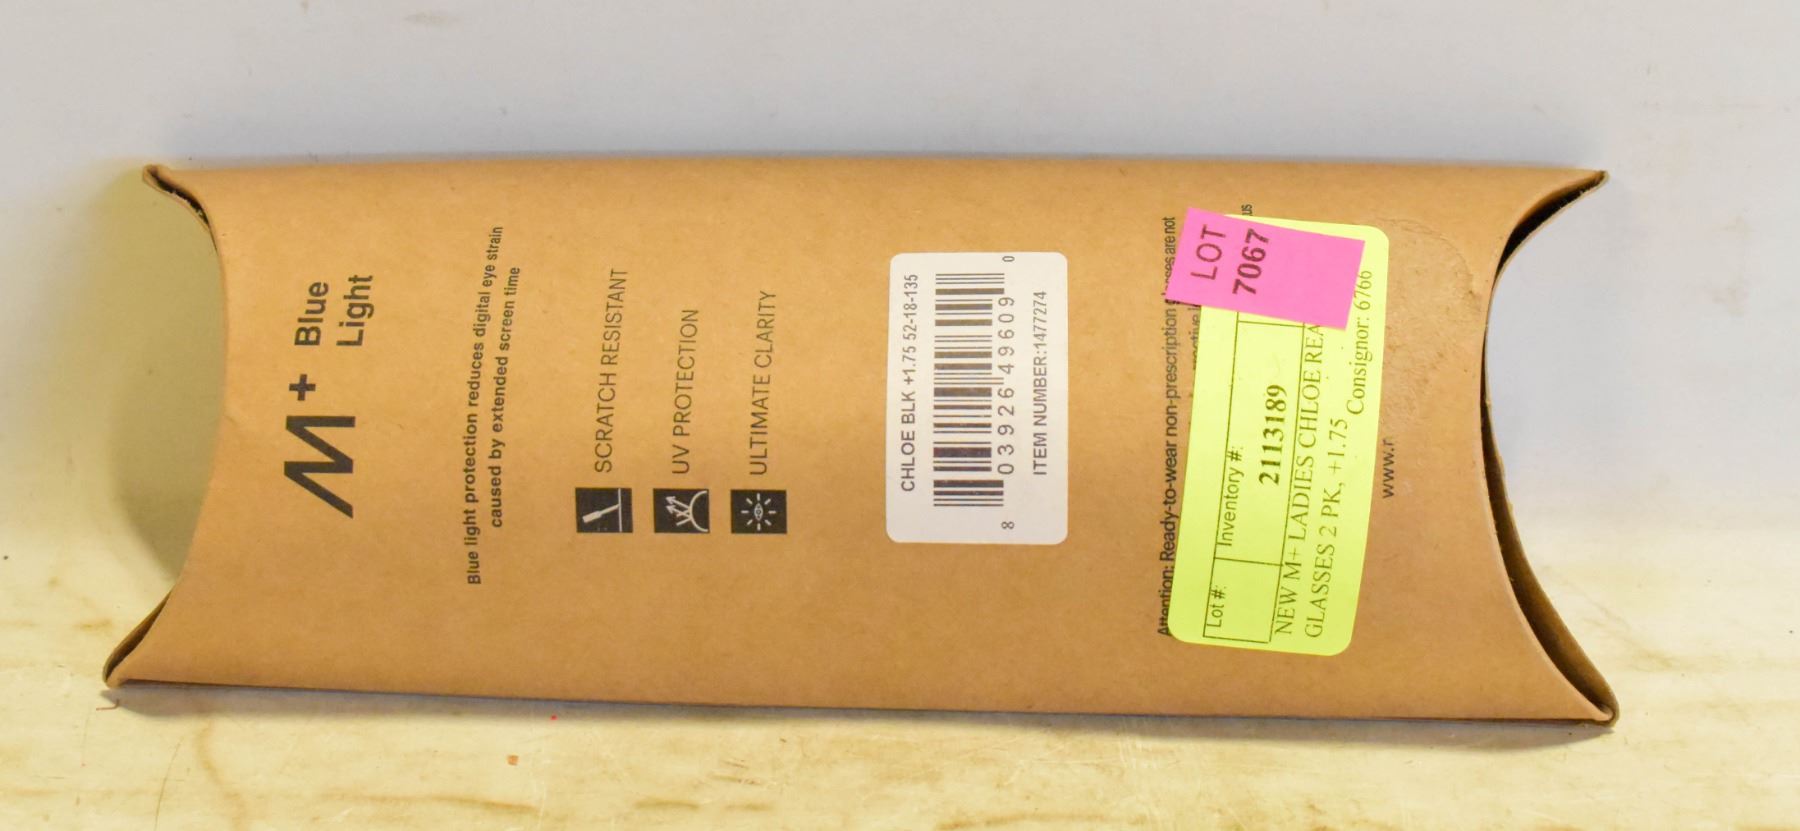 M+ Blue
Light
Blue light protection reduces digital eye strain
caused by extended screen time
SCRATCH RESISTANT
UV PROTECTION
ULTIMATE CLARITY
CHLOE BLK +1.75 52-18-135
8 03926 49609 0
ITEM NUMBER:1477274
Attention: Ready-to-wear non-prescription are not
LOT
7067
Lot #: Inventory #:
2113189
NEW M+ LADIES CHLOE REA
GLASSES 2 PK, +1.75 Consignor: 6766
www.